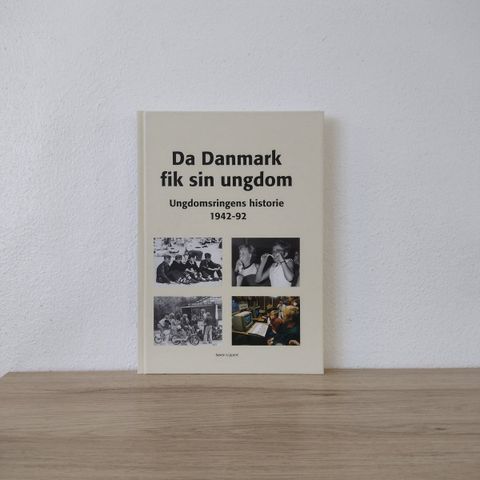 Da Danmark
fik sin ungdom
Ungdomsringens historie
1942-92